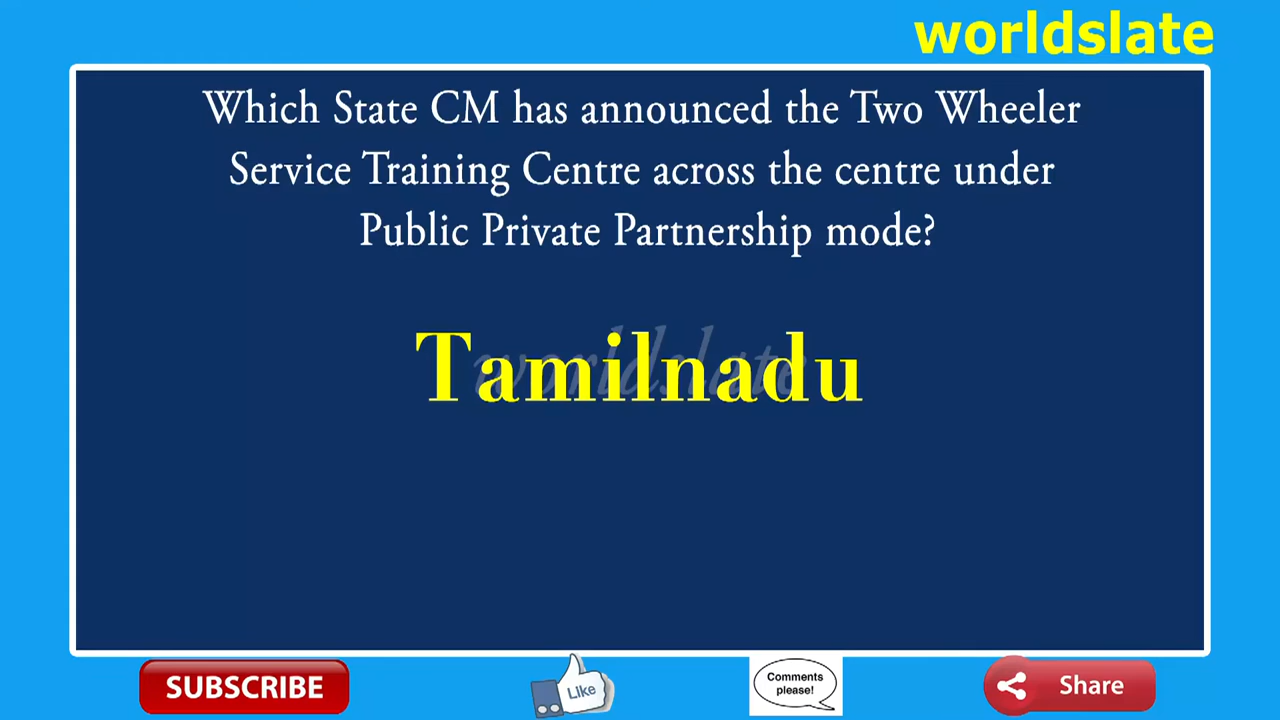 worldslate
Which State CM has announced the Two Wheeler
Service Training Centre across the centre under
Public Private Partnership mode?
worldslate
Tamilnadu
SUBSCRIBE
Like
Comments
please!
Share